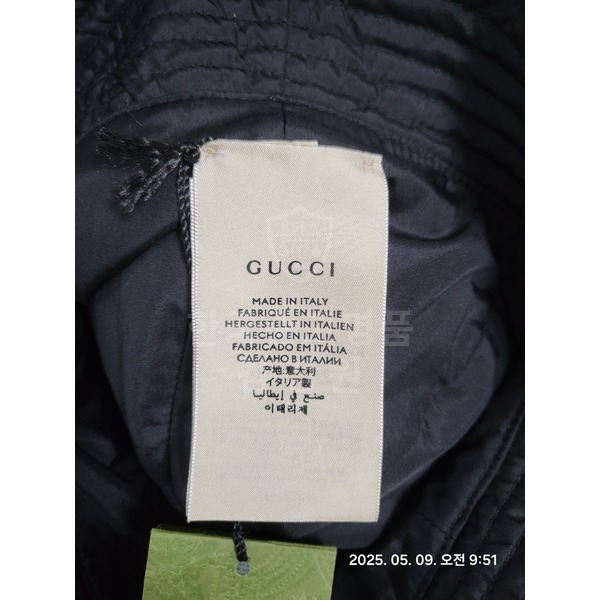 GUCCI
MADE IN ITALY
FABRIQUÉ EN ITALIE
HERGESTELLT IN ITALIEN
HECHO EN ITALIA
FABRICADO EM ITÁLIA
СДЕЛАНО В ИТАЛИИ
产地:意大利
イタリア製
صنع في إيطاليا
이태리제
2025. 05. 09. 오전 9:51